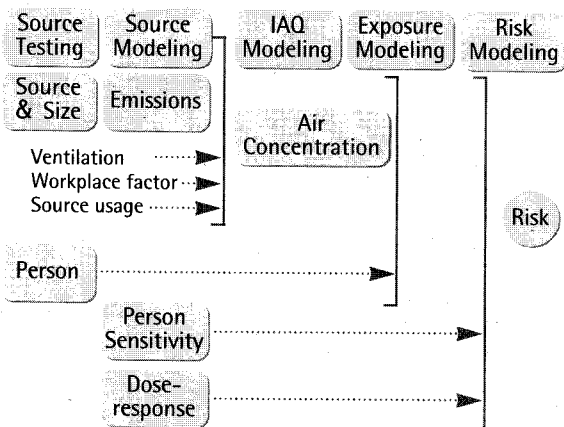 Source
Testing
Source
Modeling
IAQ
Modeling
Exposure
Modeling
Risk
Modeling
Source
& Size
Emissions
Air
Concentration
Ventilation
Workplace factor
Source usage
Risk
Person
Person
Sensitivity
Dose-
response